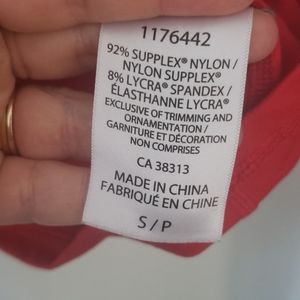 1176442
92% SUPPLEX® NYLON /
NYLON SUPPLEX®
8% LYCRA® SPANDEX /
ÉLASTHANNE LYCRA®
EXCLUSIVE OF TRIMMING AND
ORNAMENTATION /
GARNITURE ET DÉCORATION
NON COMPRISES
CA 38313
MADE IN CHINA
FABRIQUÉ EN CHINE
S / P